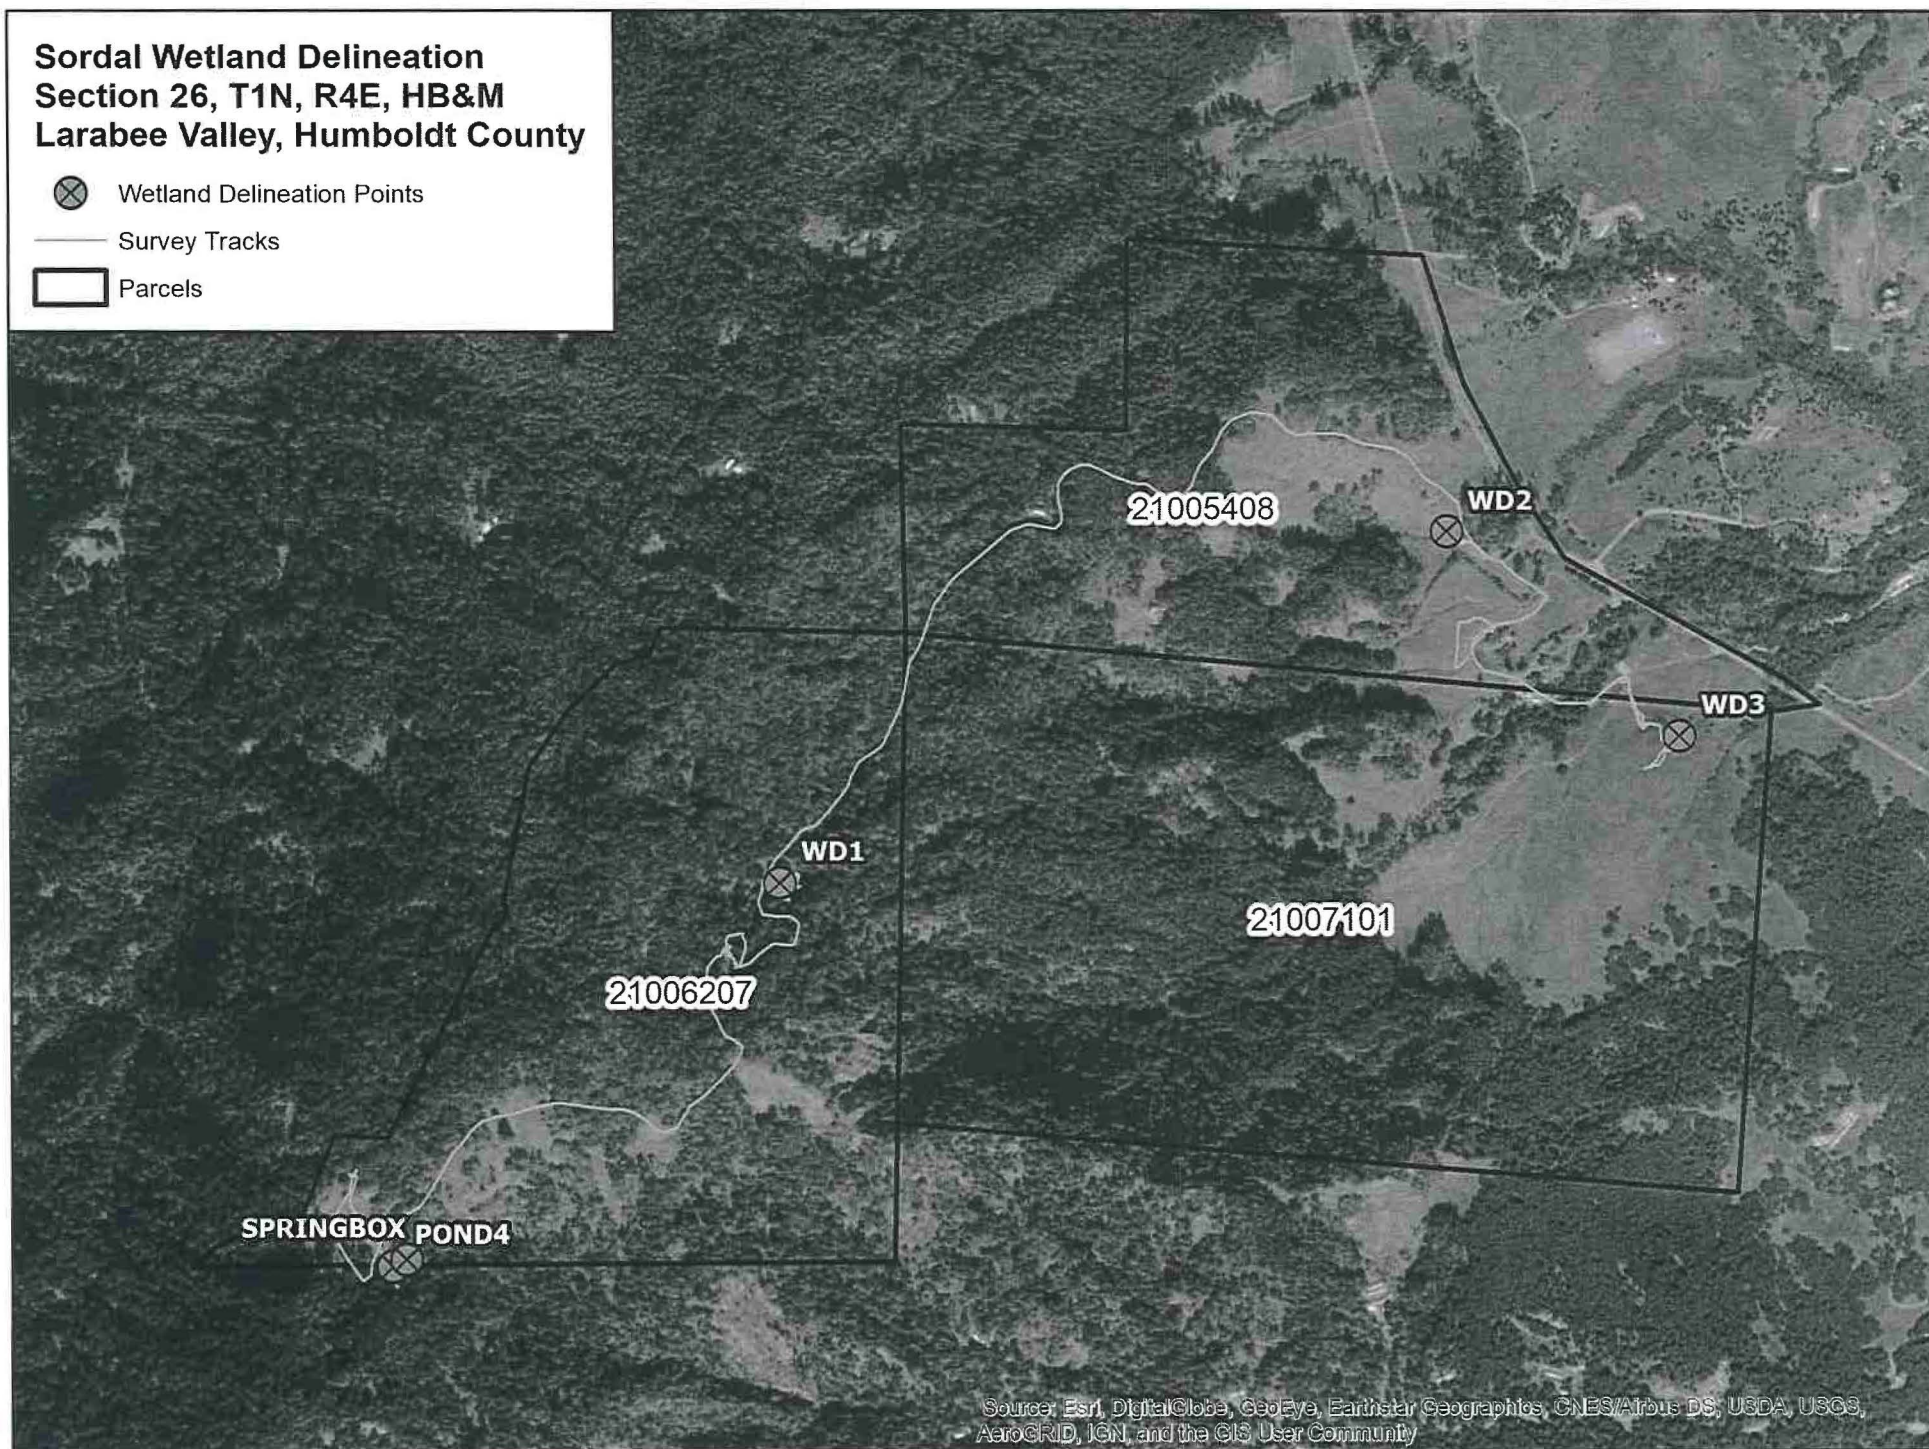 Sordal Wetland Delineation
Section 26, T1N, R4E, HB&M
Larabee Valley, Humboldt County
Wetland Delineation Points
Survey Tracks
Parcels
21005408
WD2
WD3
WD1
21007101
21006207
SPRINGBOX
POND4
Source: Esri, DigitalGlobe, GeoEye, Earthstar Geographics, CNES/Airbus DS, USDA, USGS,
AeroGRID, IGN, and the GIS User Community